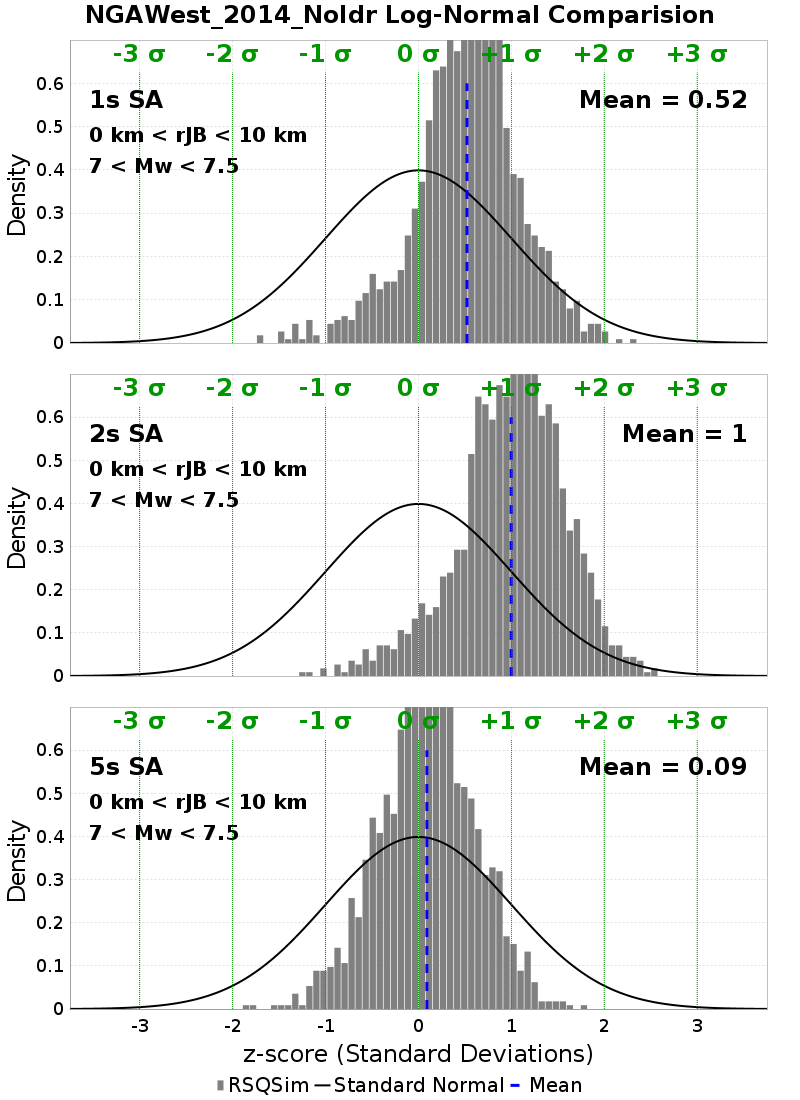 NGAWest_2014_NoIdr Log-Normal Comparision
-3 σ -2 σ -1 σ 0 σ +1 σ +2 σ +3 σ
1s SA Mean = 0.52
0 km < rJB < 10 km
7 < Mw < 7.5
Density
0.6
0.5
0.4
0.3
0.2
0.1
0
-3 σ -2 σ -1 σ 0 σ +1 σ +2 σ +3 σ
2s SA Mean = 1
0 km < rJB < 10 km
7 < Mw < 7.5
Density
0.6
0.5
0.4
0.3
0.2
0.1
0
-3 σ -2 σ -1 σ 0 σ +1 σ +2 σ +3 σ
5s SA Mean = 0.09
0 km < rJB < 10 km
7 < Mw < 7.5
Density
0.6
0.5
0.4
0.3
0.2
0.1
0
-3 -2 -1 0 1 2 3
z-score (Standard Deviations)
RSQSim Standard Normal Mean